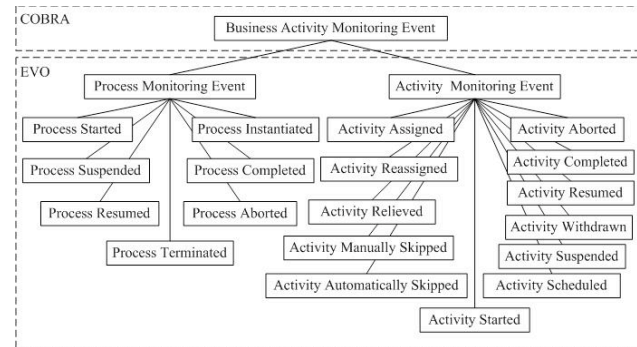 COBRA
Business Activity Monitoring Event
EVO
Process Monitoring Event
Activity Monitoring Event
Process Started
Process Instantiated
Process Suspended
Process Completed
Process Resumed
Process Aborted
Process Terminated
Activity Assigned
Activity Aborted
Activity Reassigned
Activity Completed
Activity Relieved
Activity Resumed
Activity Manually Skipped
Activity Withdrawn
Activity Automatically Skipped
Activity Suspended
Activity Scheduled
Activity Started